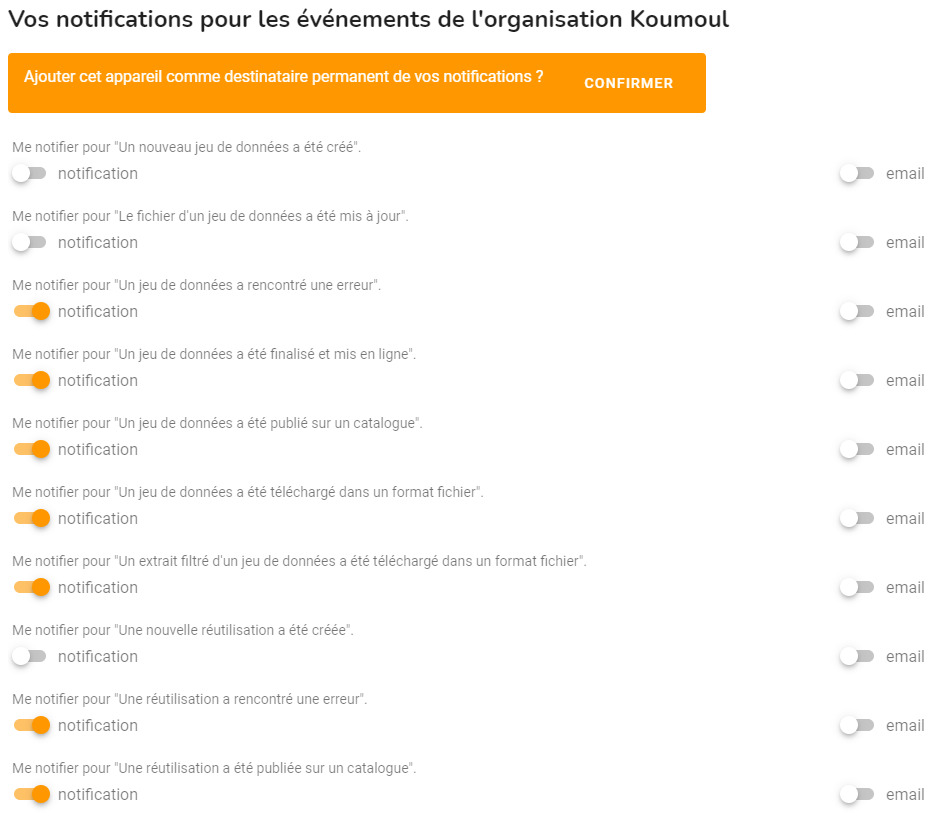 Vos notifications pour les événements de l'organisation Koumoul
Ajouter cet appareil comme destinataire permanent de vos notifications ? CONFIRMER
Me notifier pour "Un nouveau jeu de données a été créé".
notification email
Me notifier pour "Le fichier d'un jeu de données a été mis à jour".
notification email
Me notifier pour "Un jeu de données a rencontré une erreur".
notification email
Me notifier pour "Un jeu de données a été finalisé et mis en ligne".
notification email
Me notifier pour "Un jeu de données a été publié sur un catalogue".
notification email
Me notifier pour "Un jeu de données a été téléchargé dans un format fichier".
notification email
Me notifier pour "Un extrait filtré d'un jeu de données a été téléchargé dans un format fichier".
notification email
Me notifier pour "Une nouvelle réutilisation a été créée".
notification email
Me notifier pour "Une réutilisation a rencontré une erreur".
notification email
Me notifier pour "Une réutilisation a été publiée sur un catalogue".
notification email